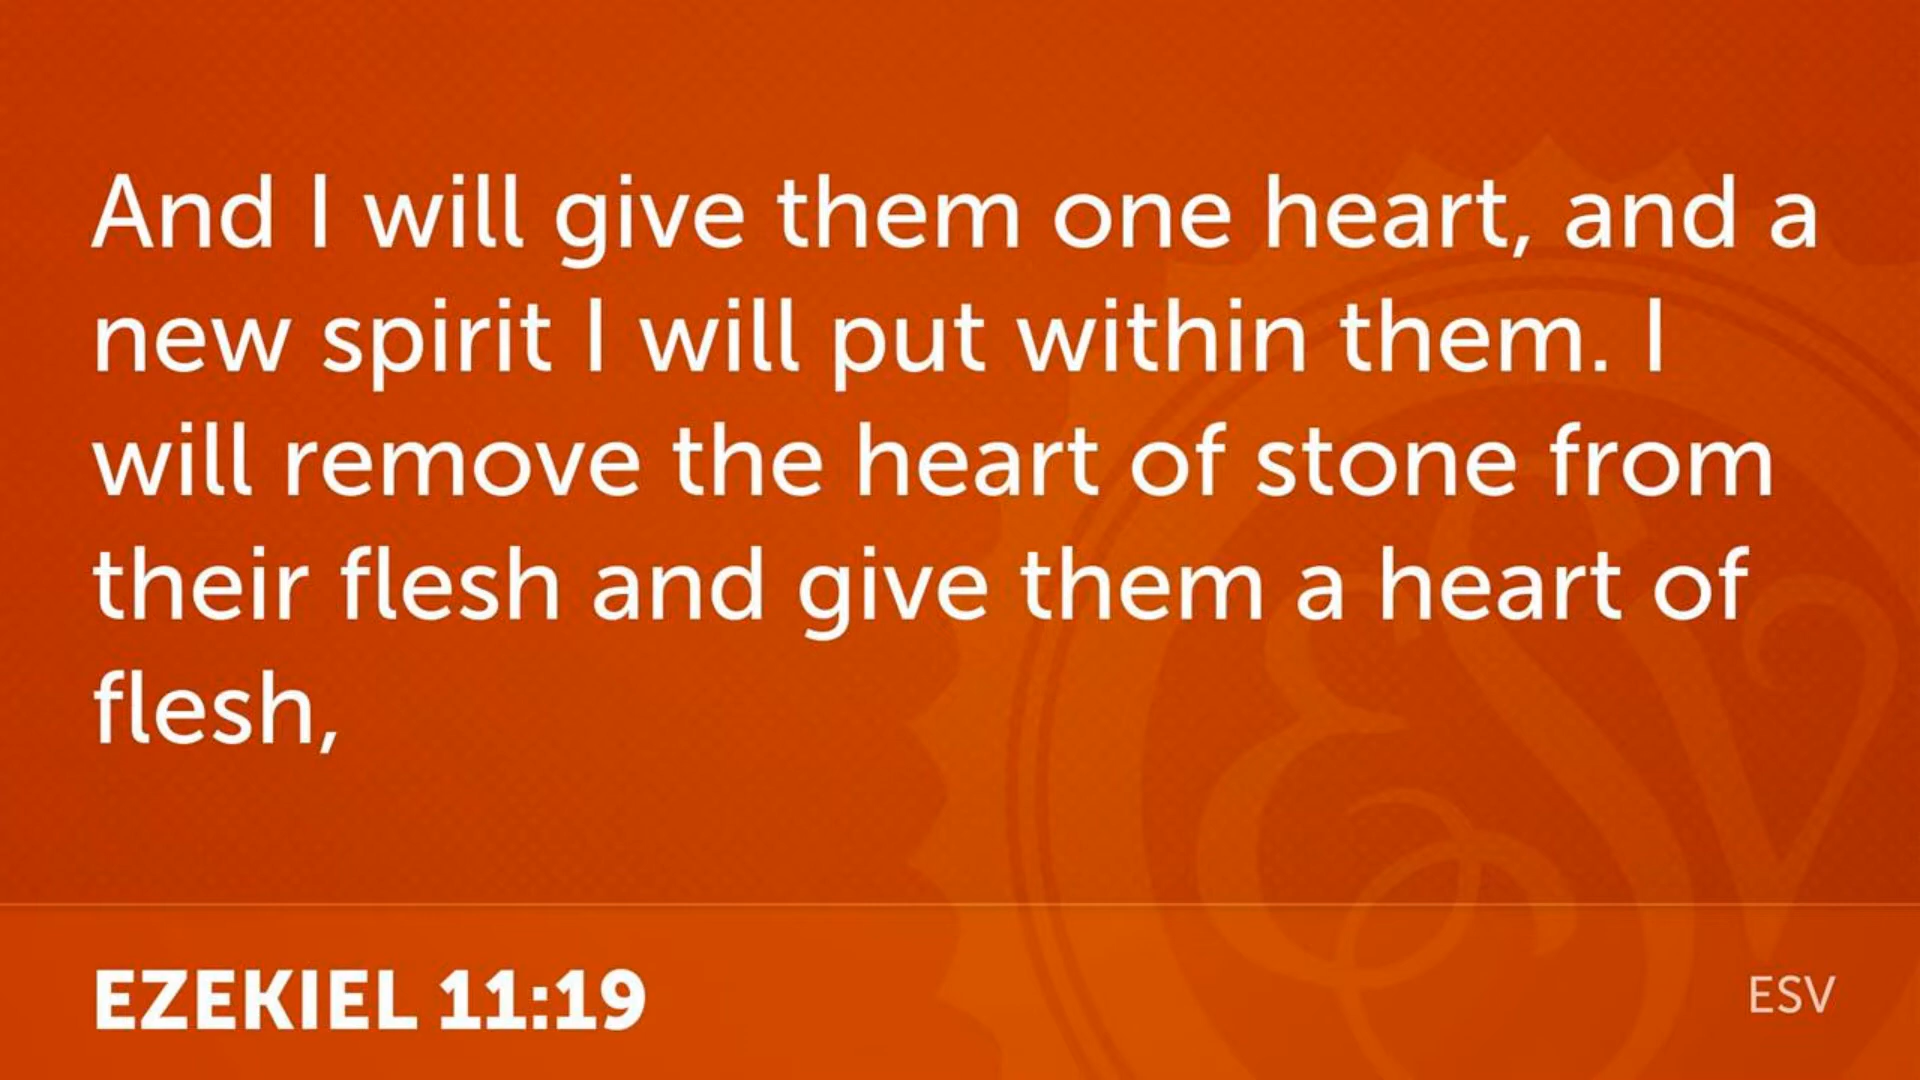 And I will give them one heart, and a
new spirit I will put within them. I
will remove the heart of stone from
their flesh and give them a heart of
flesh,
EZEKIEL 11:19
ESV
ESV